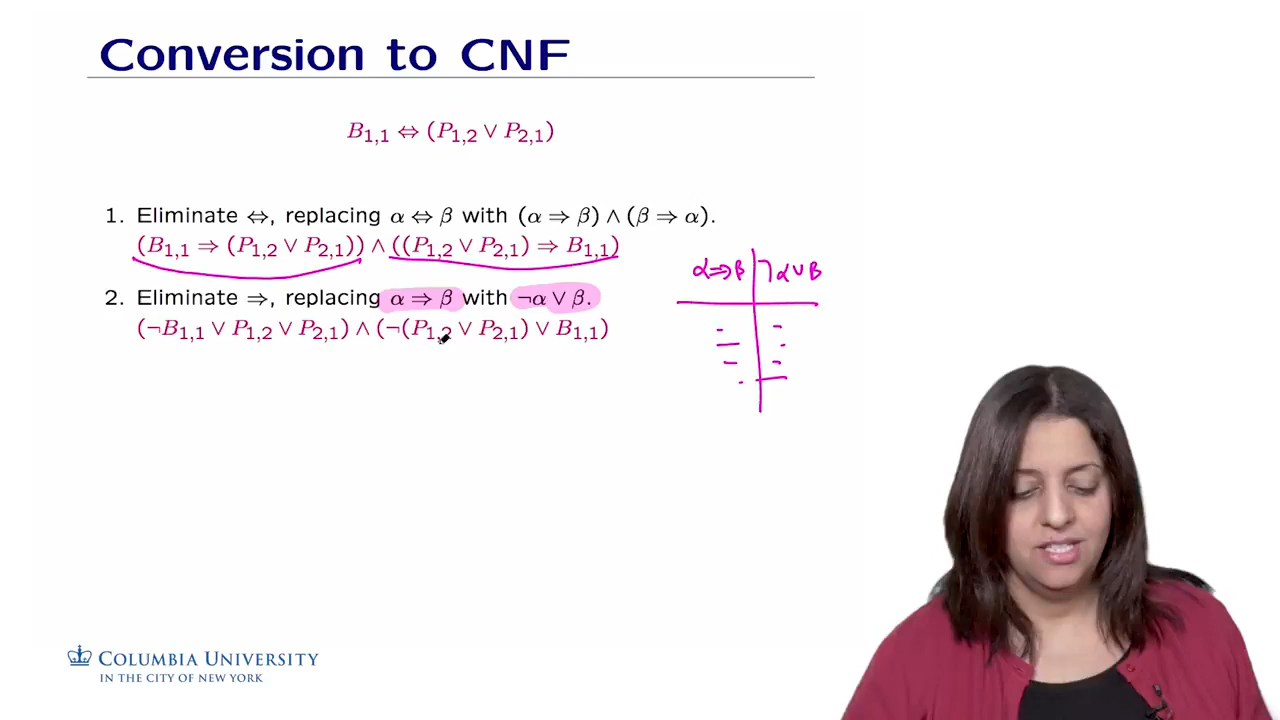 Conversion to CNF
B₁,₁ ⇔ (P₁,₂ ∨ P₂,₁)
1. Eliminate ⇔, replacing α ⇔ β with (α ⇒ β) ∧ (β ⇒ α).
(B₁,₁ ⇒ (P₁,₂ ∨ P₂,₁)) ∧ ((P₁,₂ ∨ P₂,₁) ⇒ B₁,₁)
α⇒β | ¬α∨β
2. Eliminate ⇒, replacing α ⇒ β with ¬α ∨ β.
(¬B₁,₁ ∨ P₁,₂ ∨ P₂,₁) ∧ (¬(P₁,₂ ∨ P₂,₁) ∨ B₁,₁)
COLUMBIA UNIVERSITY
IN THE CITY OF NEW YORK